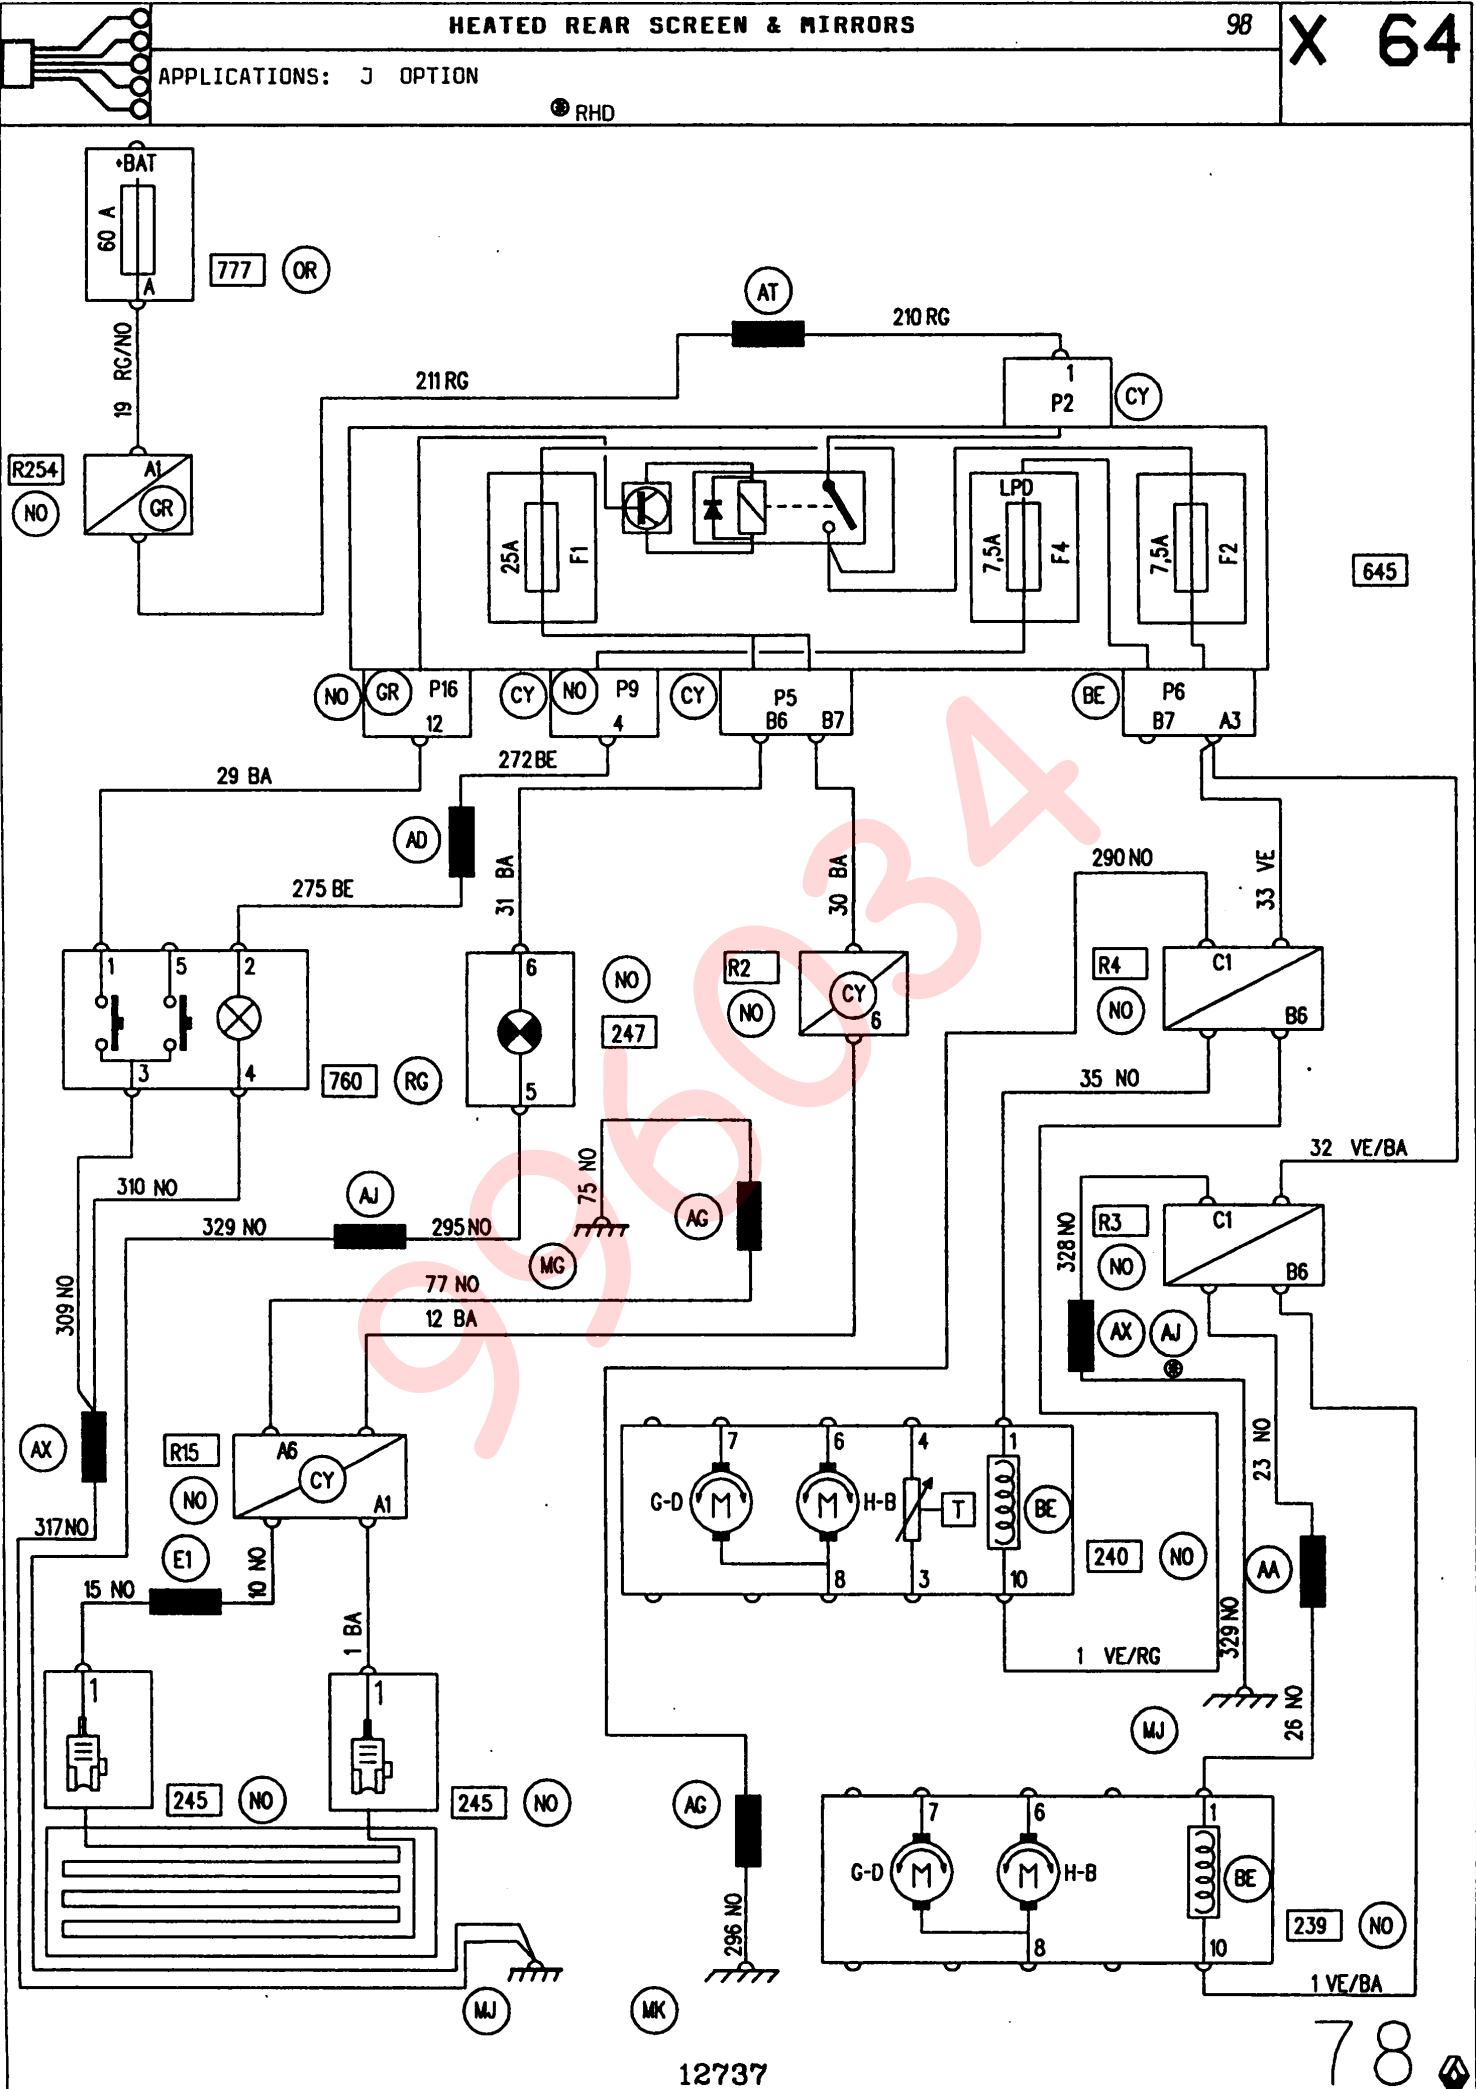 HEATED REAR SCREEN & MIRRORS
98
X 64
APPLICATIONS: J OPTION
RHD
+BAT
60 A
A
777
OR
19 RG/NO
AT
210 RG
211 RG
1
P2
CY
R254
NO
A1
GR
25A
F1
LPD
7,5A
F4
7,5A
F2
645
NO
GR
P16
12
CY
NO
P9
4
CY
P5
B6
B7
BE
P6
B7
A3
29 BA
272 BE
AD
275 BE
31 BA
30 BA
290 NO
33 VE
1
5
2
3
4
760
RG
6
5
NO
247
R2
NO
CY
6
R4
NO
C1
B6
35 NO
32 VE/BA
310 NO
AJ
329 NO
295 NO
75 NO
MG
AG
77 NO
12 BA
309 NO
328 NO
R3
NO
C1
B6
AX
AJ
AX
R15
NO
A6
CY
A1
317 NO
E1
15 NO
10 NO
1 BA
7
6
4
1
G-D
M
M
H-B
T
BE
8
3
10
240
NO
23 NO
AA
329 NO
1 VE/RG
26 NO
MJ
1
1
245
NO
245
NO
AG
296 NO
7
6
1
G-D
M
M
H-B
BE
8
10
239
NO
1 VE/BA
MJ
MK
12737
78
996034